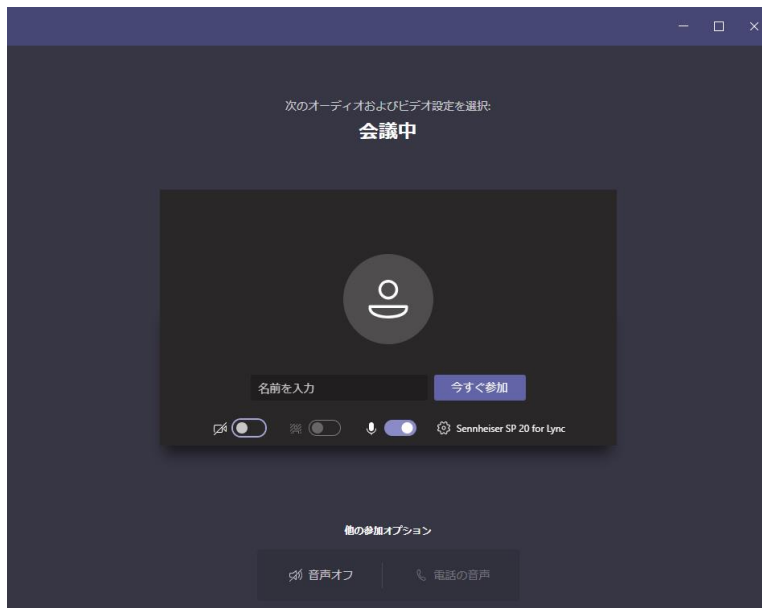 次のオーディオおよびビデオ設定を選択:
会議中
名前を入力
今すぐ参加
Sennheiser SP 20 for Lync
他の参加オプション
音声オフ
電話の音声